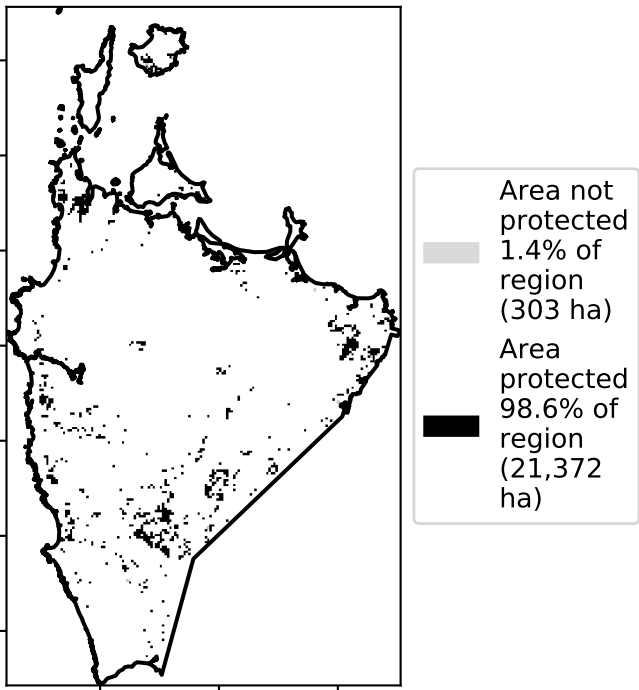 Area not
protected
1.4% of
region
(303 ha)
Area
protected
98.6% of
region
(21,372
ha)